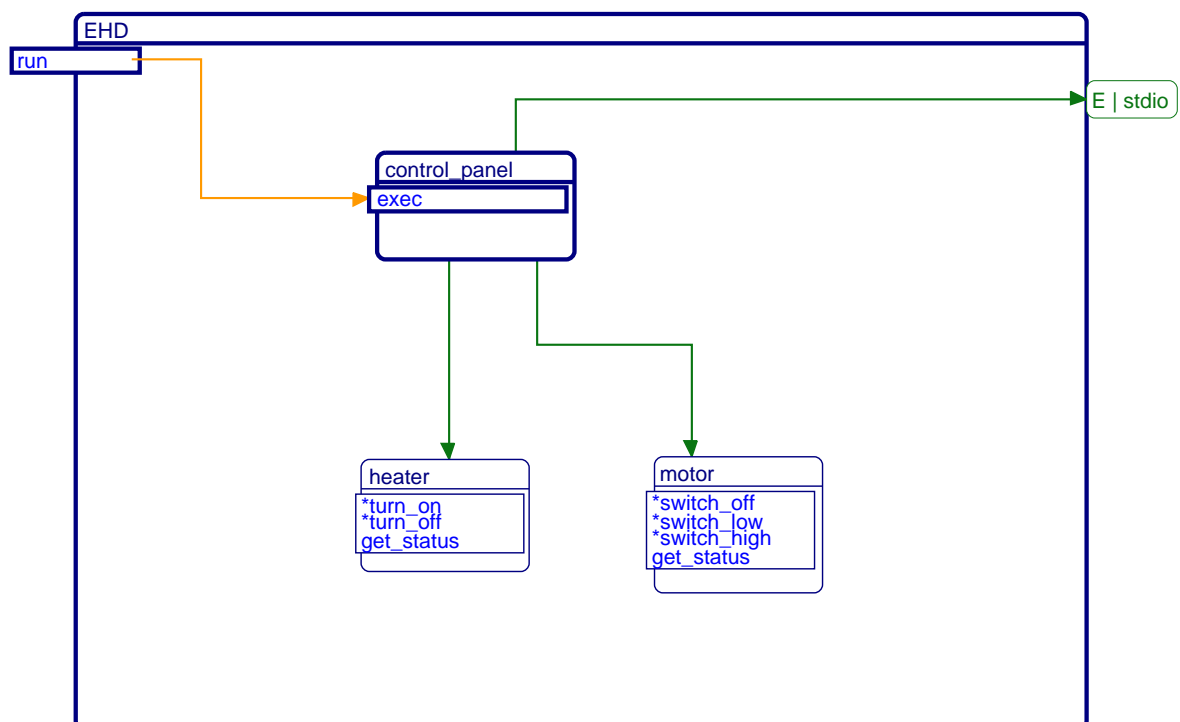 EHD
run
E | stdio
control_panel
exec
heater
*turn_on
*turn_off
get_status
motor
*switch_off
*switch_low
*switch_high
get_status